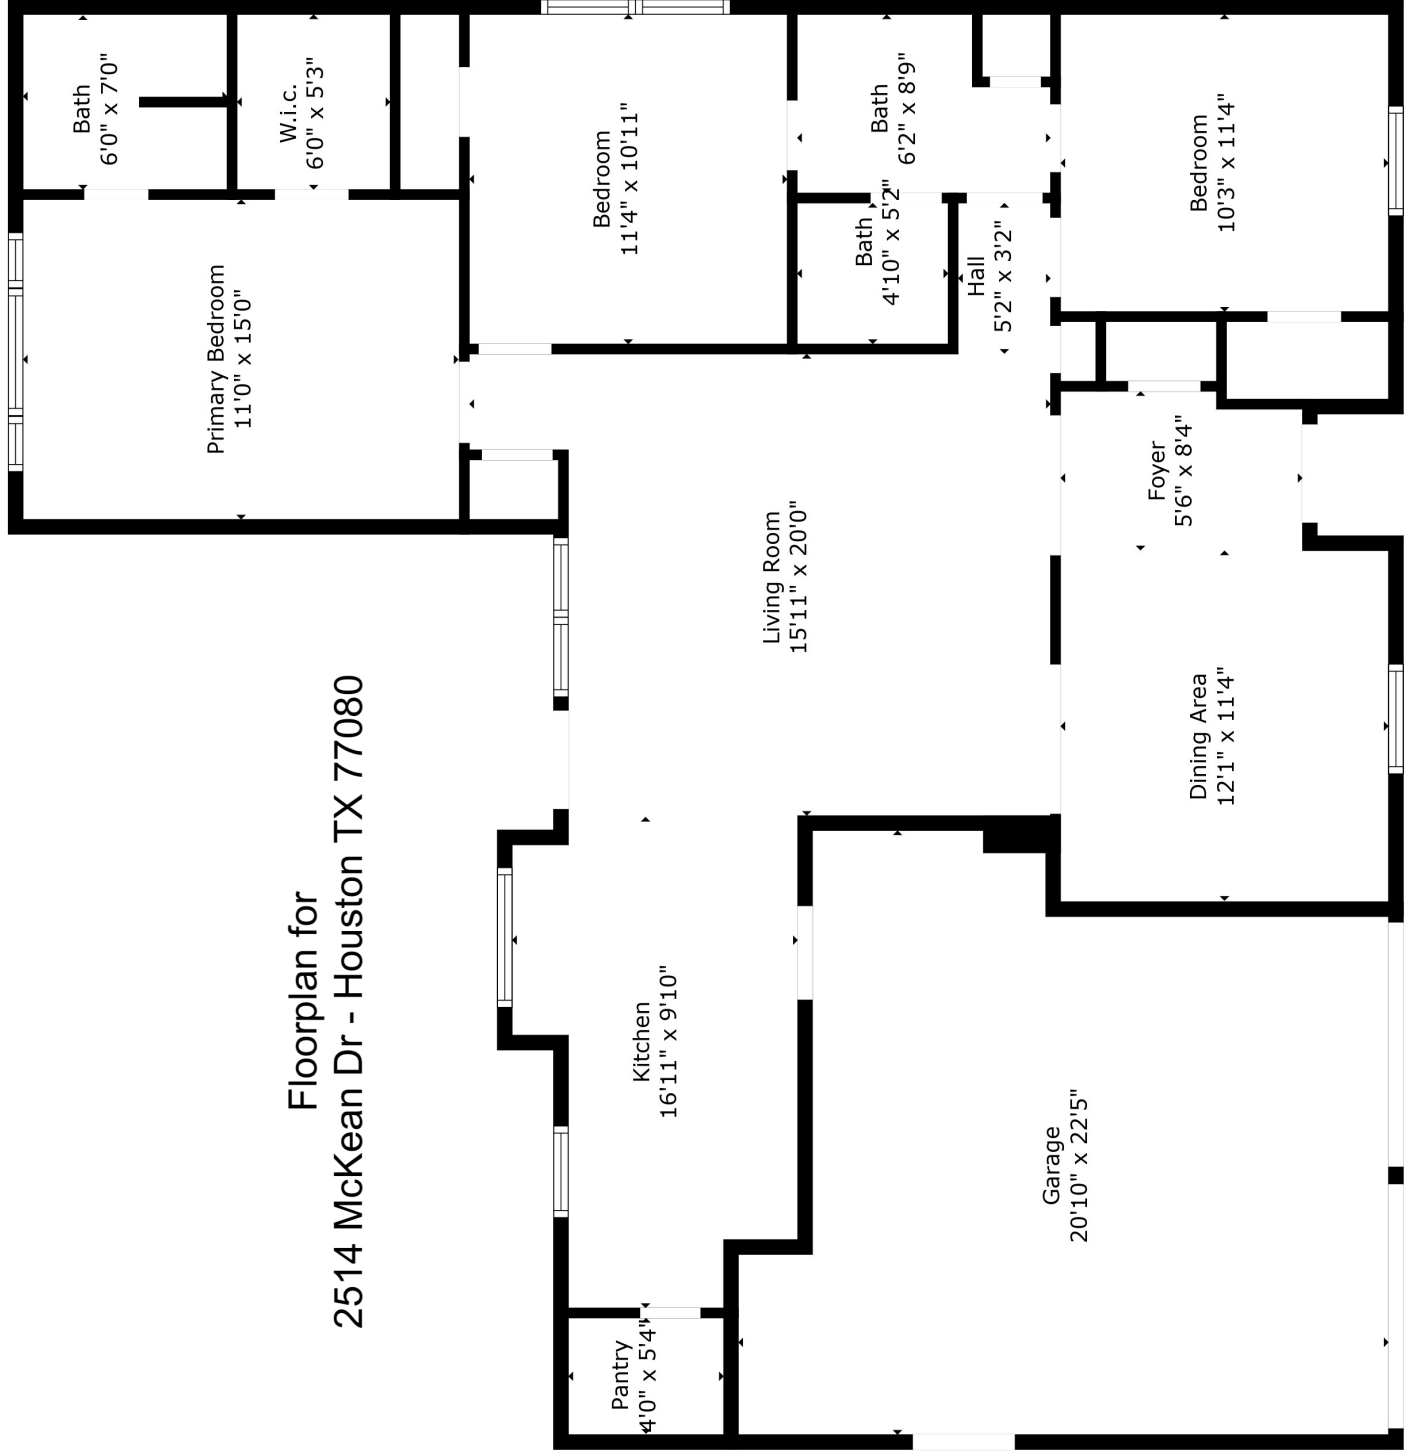 Floorplan for
2514 McKean Dr - Houston TX 77080
Bath
6'0" x 7'0"
W.i.c.
6'0" x 5'3"
Primary Bedroom
11'0" x 15'0"
Bedroom
11'4" x 10'11"
Bath
6'2" x 8'9"
Bath
4'10" x 5'2"
Hall
5'2" x 3'2"
Bedroom
10'3" x 11'4"
Foyer
5'6" x 8'4"
Living Room
15'11" x 20'0"
Dining Area
12'1" x 11'4"
Kitchen
16'11" x 9'10"
Garage
20'10" x 22'5"
Pantry
4'0" x 5'4"